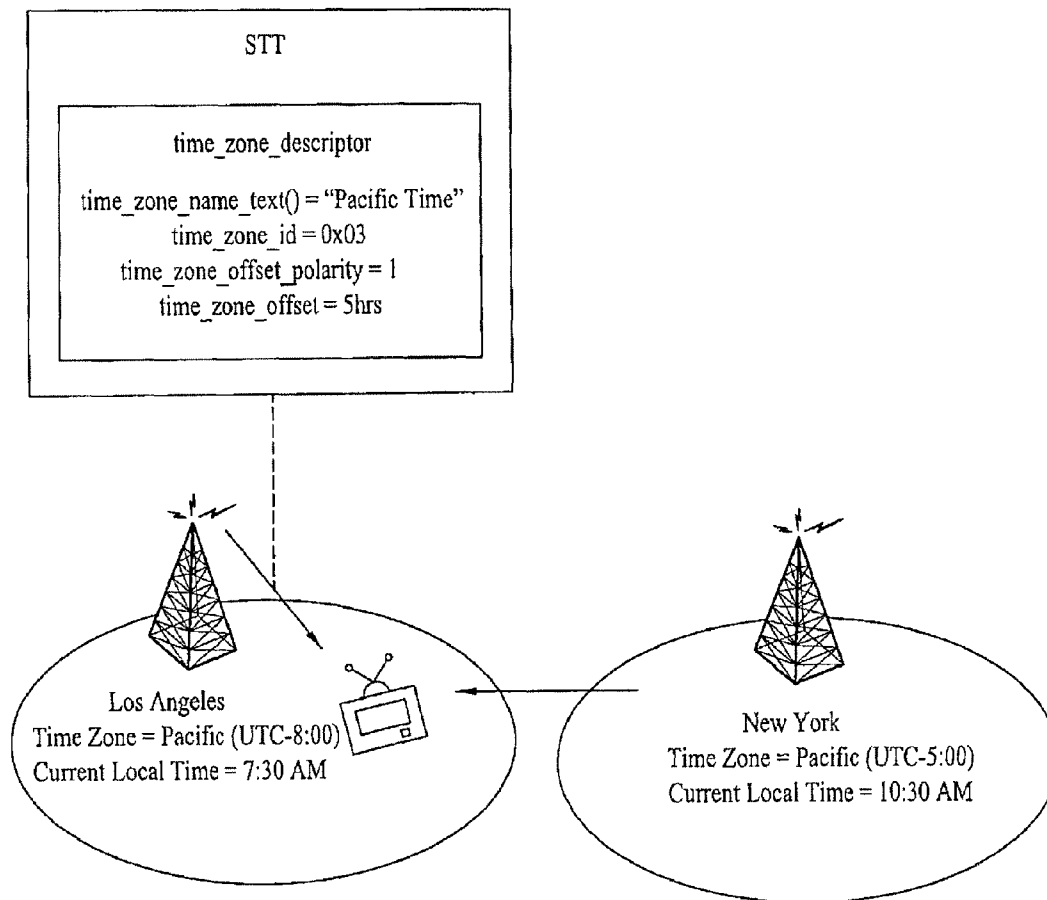 STT
time_zone_descriptor
time_zone_name_text() = “Pacific Time”
time_zone_id = 0x03
time_zone_offset_polarity = 1
time_zone_offset = 5hrs
Los Angeles
Time Zone = Pacific (UTC-8:00)
Current Local Time = 7:30 AM
New York
Time Zone = Pacific (UTC-5:00)
Current Local Time = 10:30 AM